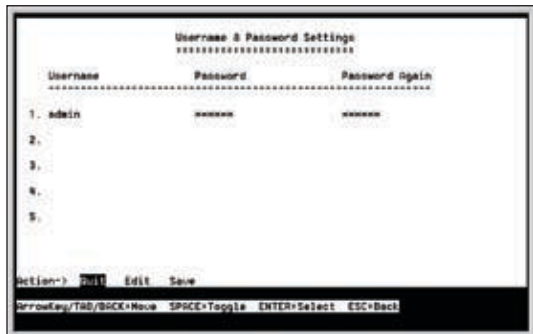 Username & Password Settings
Username Password Password Again
1. admin ****** ******
2.
3.
4.
5.
Action-> Quit Edit Save
ArrowKey/TAB/BACK=Move SPACE=Toggle ENTER=Select ESC=Back